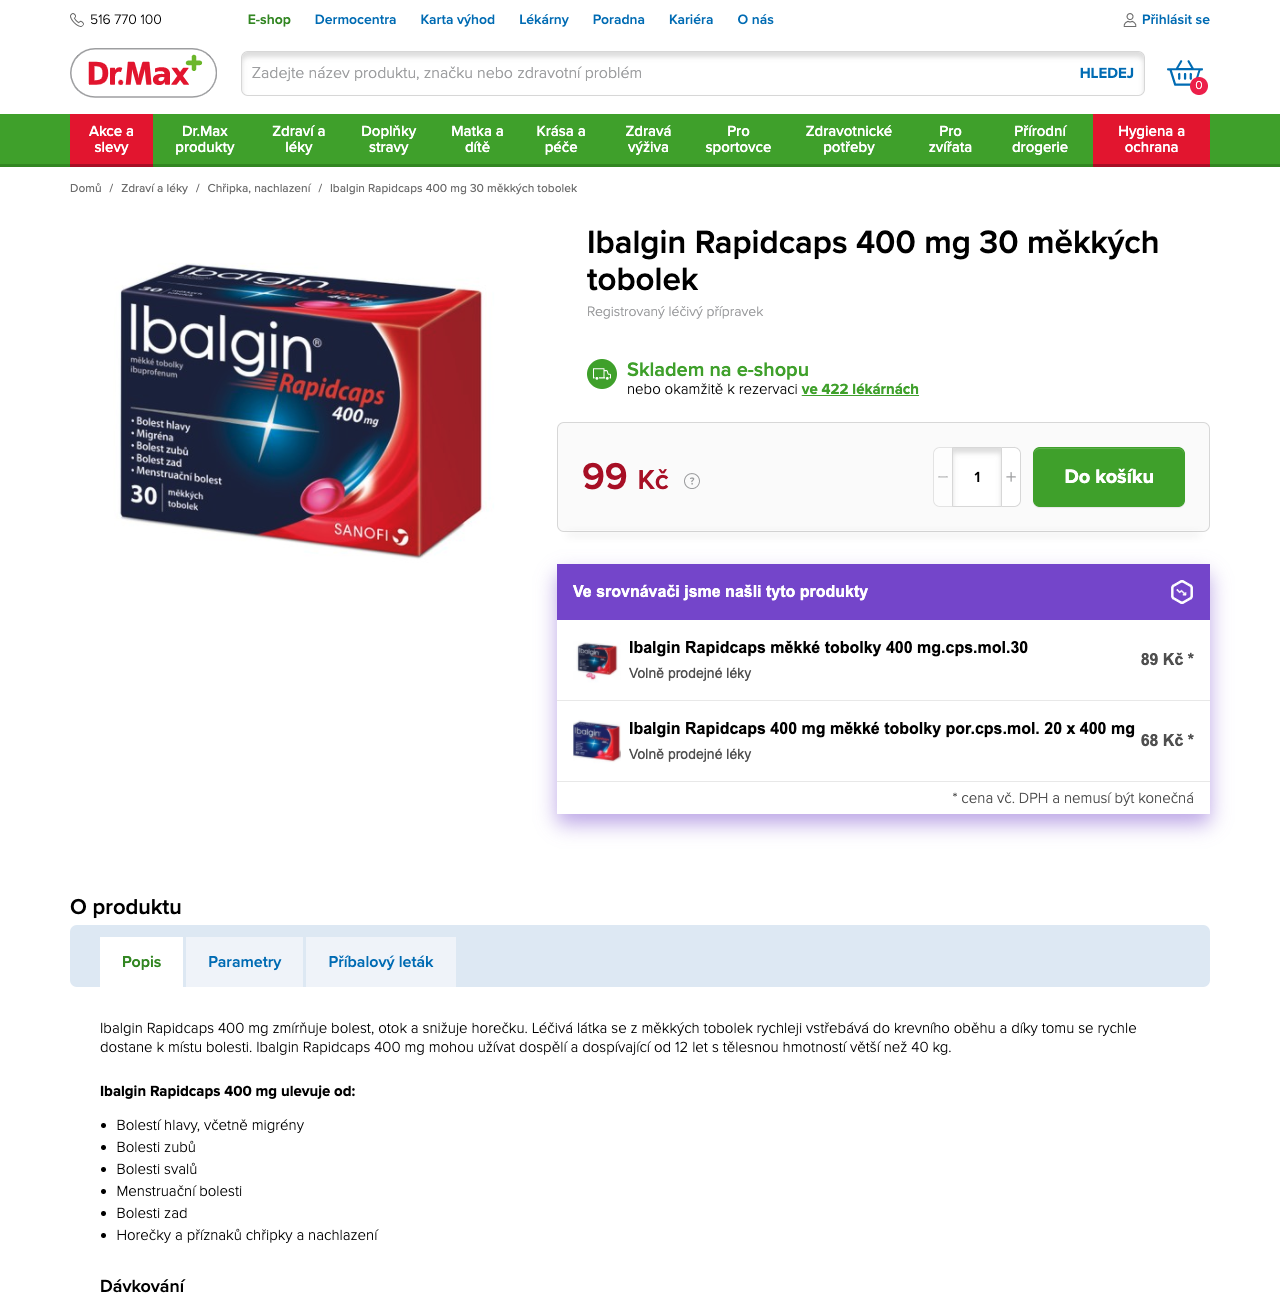 516 770 100
E-shop
Dermocentra
Karta výhod
Lékárny
Poradna
Kariéra
O nás
Přihlásit se
Dr.Max+
Zadejte název produktu, značku nebo zdravotní problém
HLEDEJ
0
Akce a slevy
Dr.Max produkty
Zdraví a léky
Doplňky stravy
Matka a dítě
Krása a péče
Zdravá výživa
Pro sportovce
Zdravotnické potřeby
Pro zvířata
Přírodní drogerie
Hygiena a ochrana
Domů / Zdraví a léky / Chřipka, nachlazení / Ibalgin Rapidcaps 400 mg 30 měkkých tobolek
Ibalgin Rapidcaps
400 mg
30
Ibalgin®
měkké tobolky
ibuprofenum
Rapidcaps
400 mg
• Bolest hlavy
• Migréna
• Bolest zubů
• Bolest zad
• Menstruační bolest
30 měkkých
tobolek
SANOFI
Ibalgin Rapidcaps 400 mg 30 měkkých
tobolek
Registrovaný léčivý přípravek
Skladem na e-shopu
nebo okamžitě k rezervaci ve 422 lékárnách
99 Kč ?
− 1 +
Do košíku
Ve srovnávači jsme našli tyto produkty
Ibalgin Rapidcaps měkké tobolky 400 mg.cps.mol.30
Volně prodejné léky
89 Kč *
Ibalgin Rapidcaps 400 mg měkké tobolky por.cps.mol. 20 x 400 mg
Volně prodejné léky
68 Kč *
* cena vč. DPH a nemusí být konečná
O produktu
Popis
Parametry
Příbalový leták
Ibalgin Rapidcaps 400 mg zmírňuje bolest, otok a snižuje horečku. Léčivá látka se z měkkých tobolek rychleji vstřebává do krevního oběhu a díky tomu se rychle
dostane k místu bolesti. Ibalgin Rapidcaps 400 mg mohou užívat dospělí a dospívající od 12 let s tělesnou hmotností větší než 40 kg.
Ibalgin Rapidcaps 400 mg ulevuje od:
• Bolestí hlavy, včetně migrény
• Bolesti zubů
• Bolesti svalů
• Menstruační bolesti
• Bolesti zad
• Horečky a příznaků chřipky a nachlazení
Dávkování